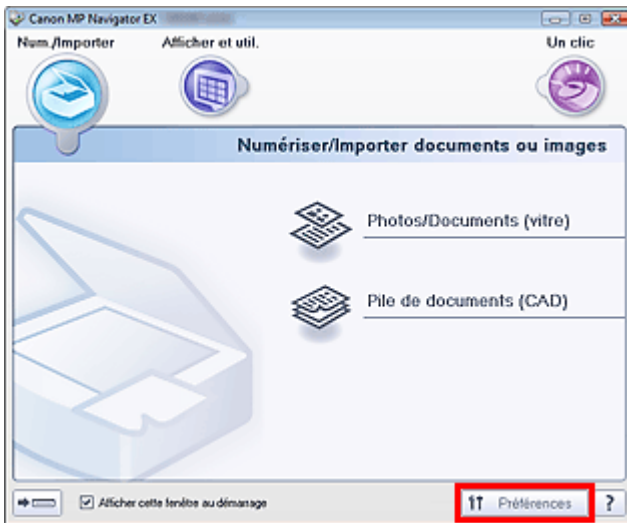 Canon MP Navigator EX
Num./Importer
Afficher et util.
Un clic
Numériser/Importer documents ou images
Photos/Documents (vitre)
Pile de documents (CAD)
Afficher cette fenêtre au démarrage
Préférences
?